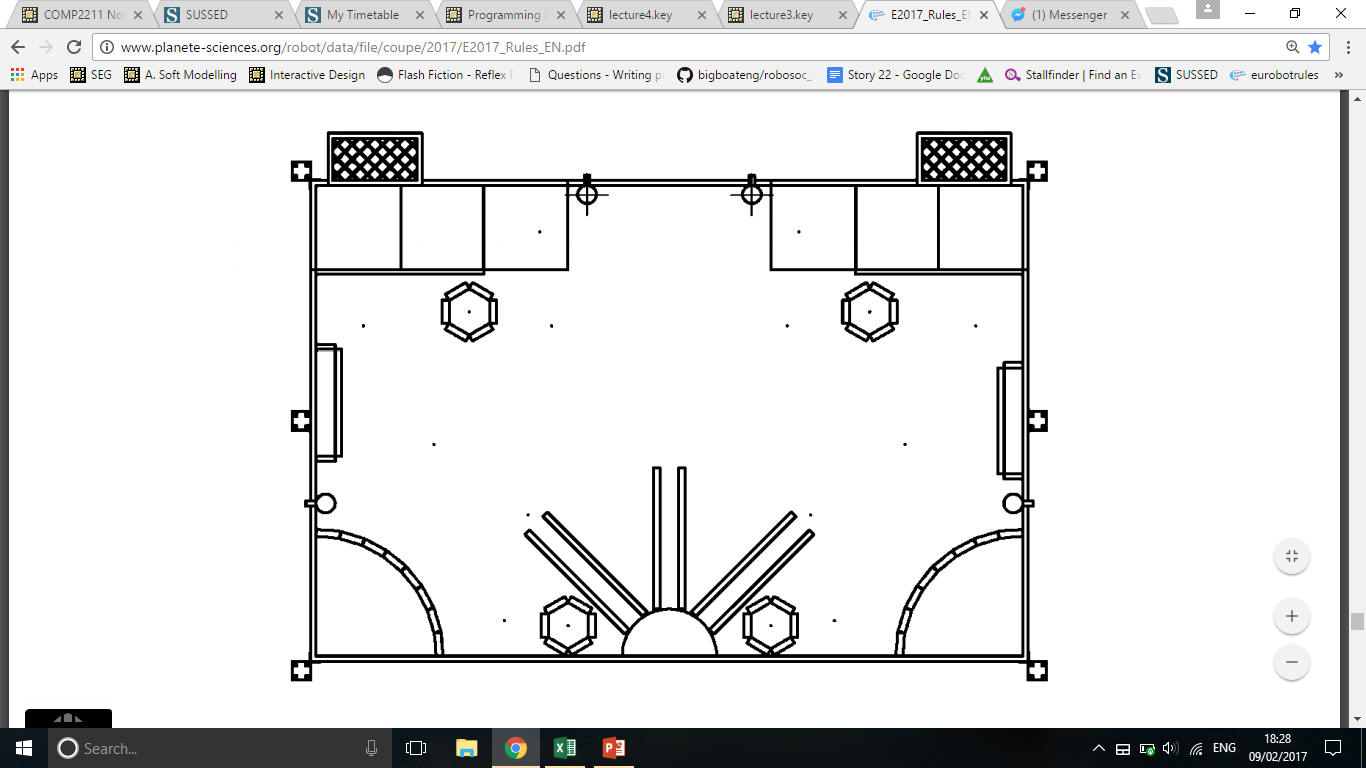 COMP2211 No
SUSSED
My Timetable
Programming
lecture4.key
lecture3.key
E2017_Rules_E
(1) Messenger
www.planete-sciences.org/robot/data/file/coupe/2017/E2017_Rules_EN.pdf
Apps
SEG
A. Soft Modelling
Interactive Design
Flash Fiction - Reflex
Questions - Writing p
bigboateng/robosoc_
Story 22 - Google Do
yha
Stallfinder | Find an Ev
SUSSED
eurobotrules
»
Search...
ENG
18:28
09/02/2017